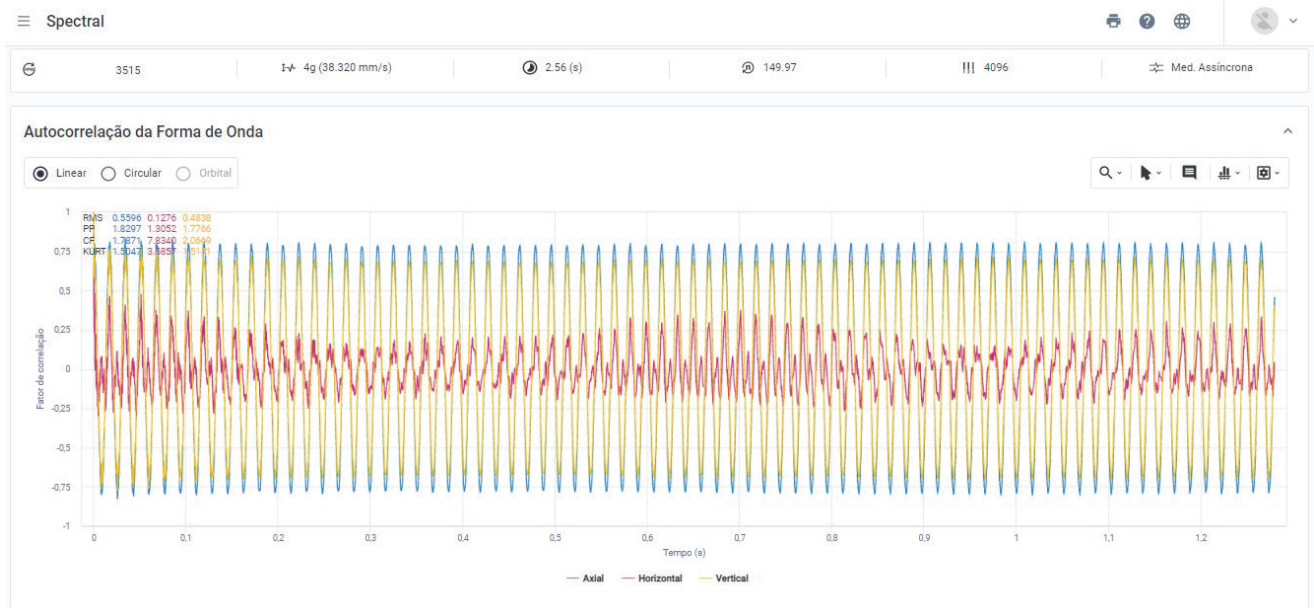 Spectral
3515 4g (38.320 mm/s) 2.56 (s) 149.97 4096 Med. Assíncrona
Autocorrelação da Forma de Onda
Linear Circular Orbital
RMS 0.5596 0.1276 0.4838
PP 1.8297 1.3052 1.7766
CF 1.7871 7.8340 2.0669
KURT 1.5047 3.5857
1
0,75
0,5
0,25
0
-0,25
-0,5
-0,75
-1
Fator de correlação
0 0,1 0,2 0,3 0,4 0,5 0,6 0,7 0,8 0,9 1 1,1 1,2
Tempo (s)
Axial Horizontal Vertical